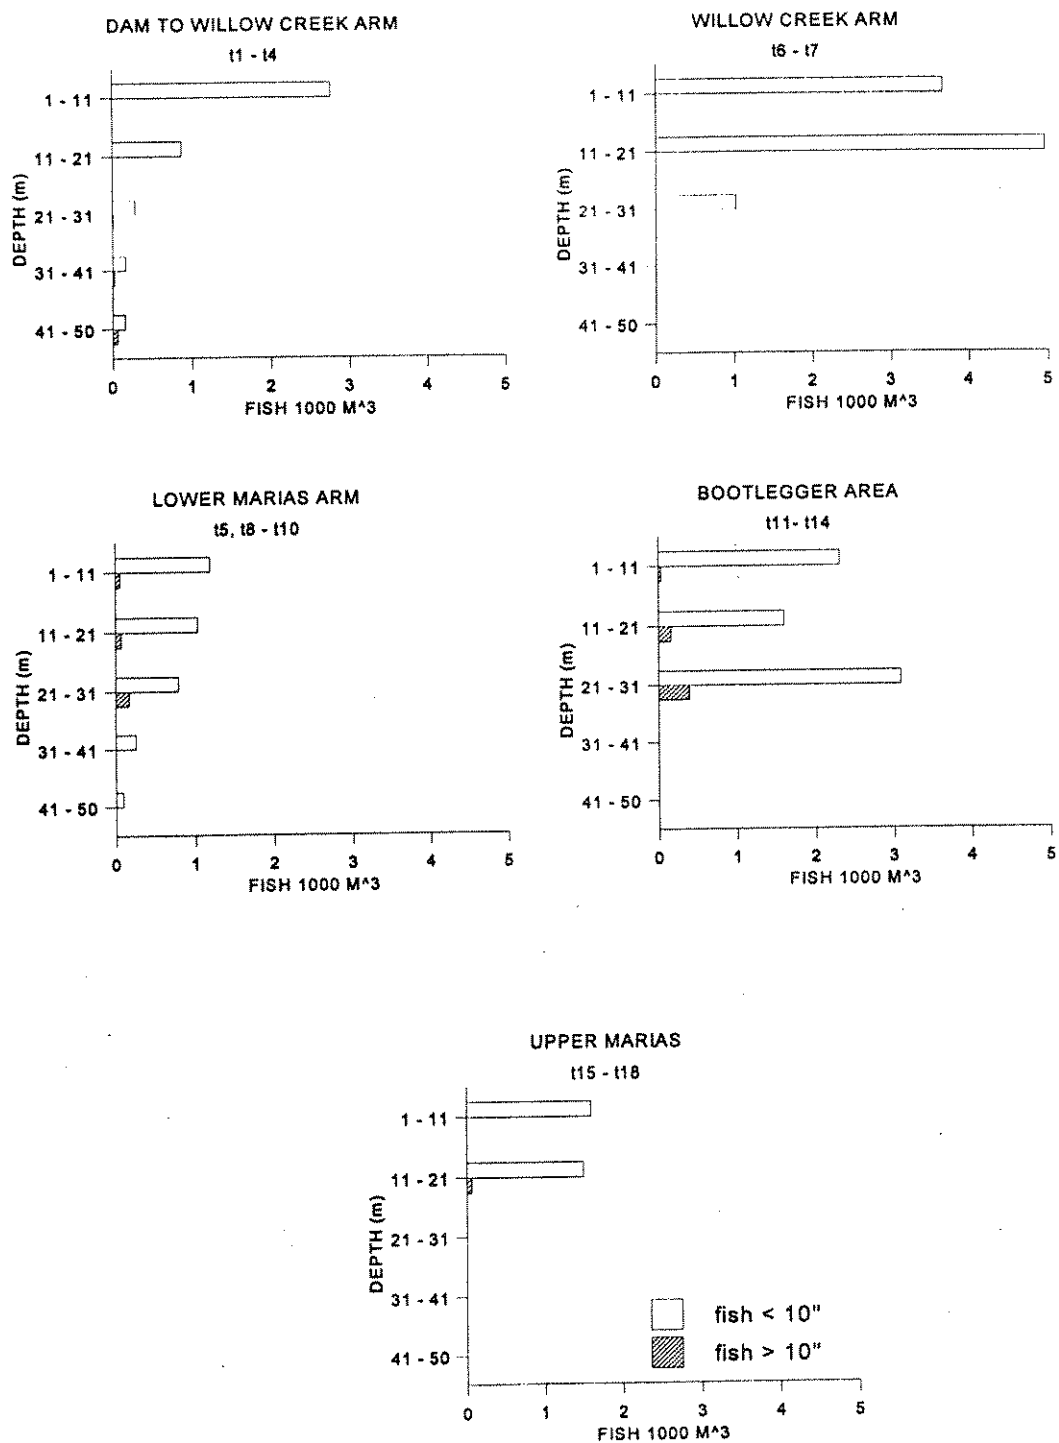 DAM TO WILLOW CREEK ARM
t1 - t4
DEPTH (m)
1 - 11
11 - 21
21 - 31
31 - 41
41 - 50
0 1 2 3 4 5
FISH 1000 M^3
WILLOW CREEK ARM
t6 - t7
DEPTH (m)
1 - 11
11 - 21
21 - 31
31 - 41
41 - 50
0 1 2 3 4 5
FISH 1000 M^3
LOWER MARIAS ARM
t5, t8 - t10
DEPTH (m)
1 - 11
11 - 21
21 - 31
31 - 41
41 - 50
0 1 2 3 4 5
FISH 1000 M^3
BOOTLEGGER AREA
t11- t14
DEPTH (m)
1 - 11
11 - 21
21 - 31
31 - 41
41 - 50
0 1 2 3 4 5
FISH 1000 M^3
UPPER MARIAS
t15 - t18
DEPTH (m)
1 - 11
11 - 21
21 - 31
31 - 41
41 - 50
0 1 2 3 4 5
FISH 1000 M^3
fish < 10"
fish > 10"